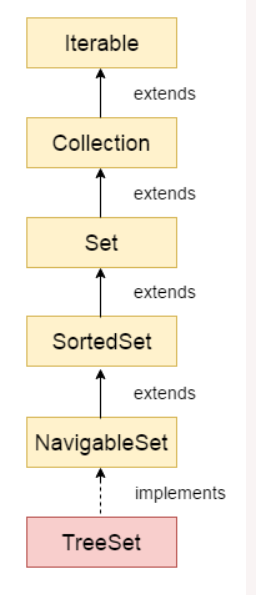 Iterable
extends
Collection
extends
Set
extends
SortedSet
extends
NavigableSet
implements
TreeSet